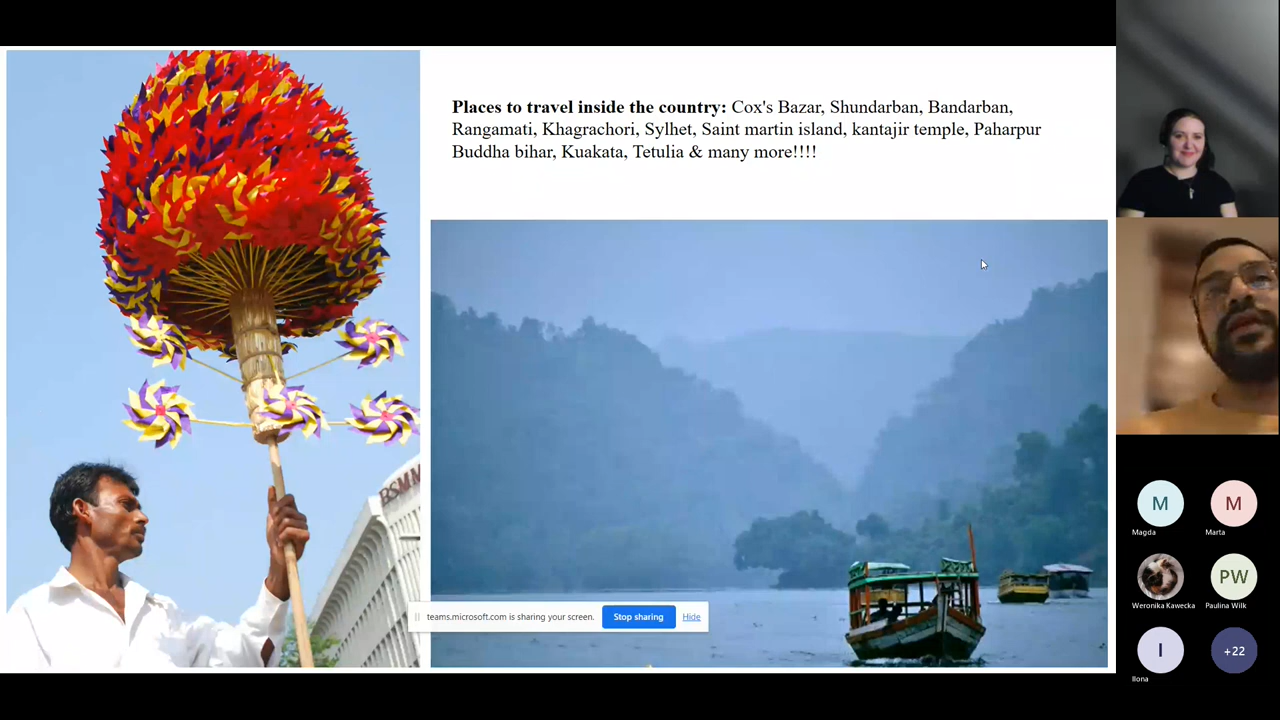 Places to travel inside the country: Cox's Bazar, Shundarban, Bandarban,
Rangamati, Khagrachori, Sylhet, Saint martin island, kantajir temple, Paharpur
Buddha bihar, Kuakata, Tetulia & many more!!!!
BSMM
teams.microsoft.com is sharing your screen.
Stop sharing
Hide
M
M
Magda
Marta
PW
Weronika Kawecka
Paulina Wilk
I
+22
Ilona